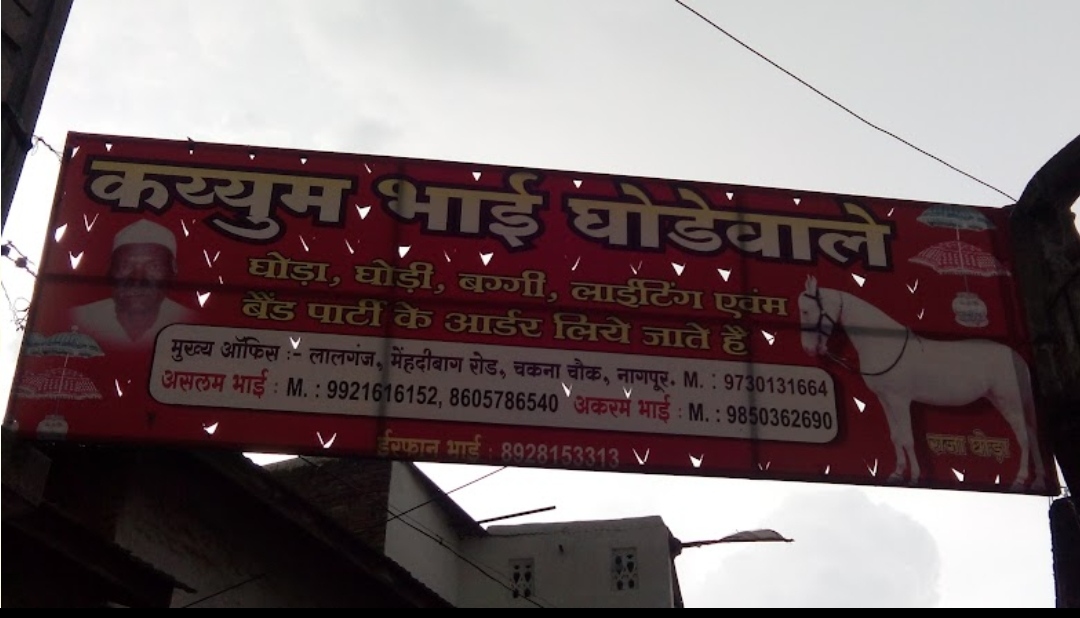 कय्युम भाई घोडेवाले
घोड़ा, घोड़ी, बग्गी, लाईटिंग एवंम
बैंड पार्टी के आर्डर लिये जाते है
मुख्य ऑफिस :- लालगंज, मेंहदीबाग रोड, चकना चौक, नागपूर. M. : 9730131664
असलम भाई : M. : 9921616152, 8605786540 अकरम भाई : M. : 9850362690
ईरफान भाई : 8928153313
राजा घोड़ा